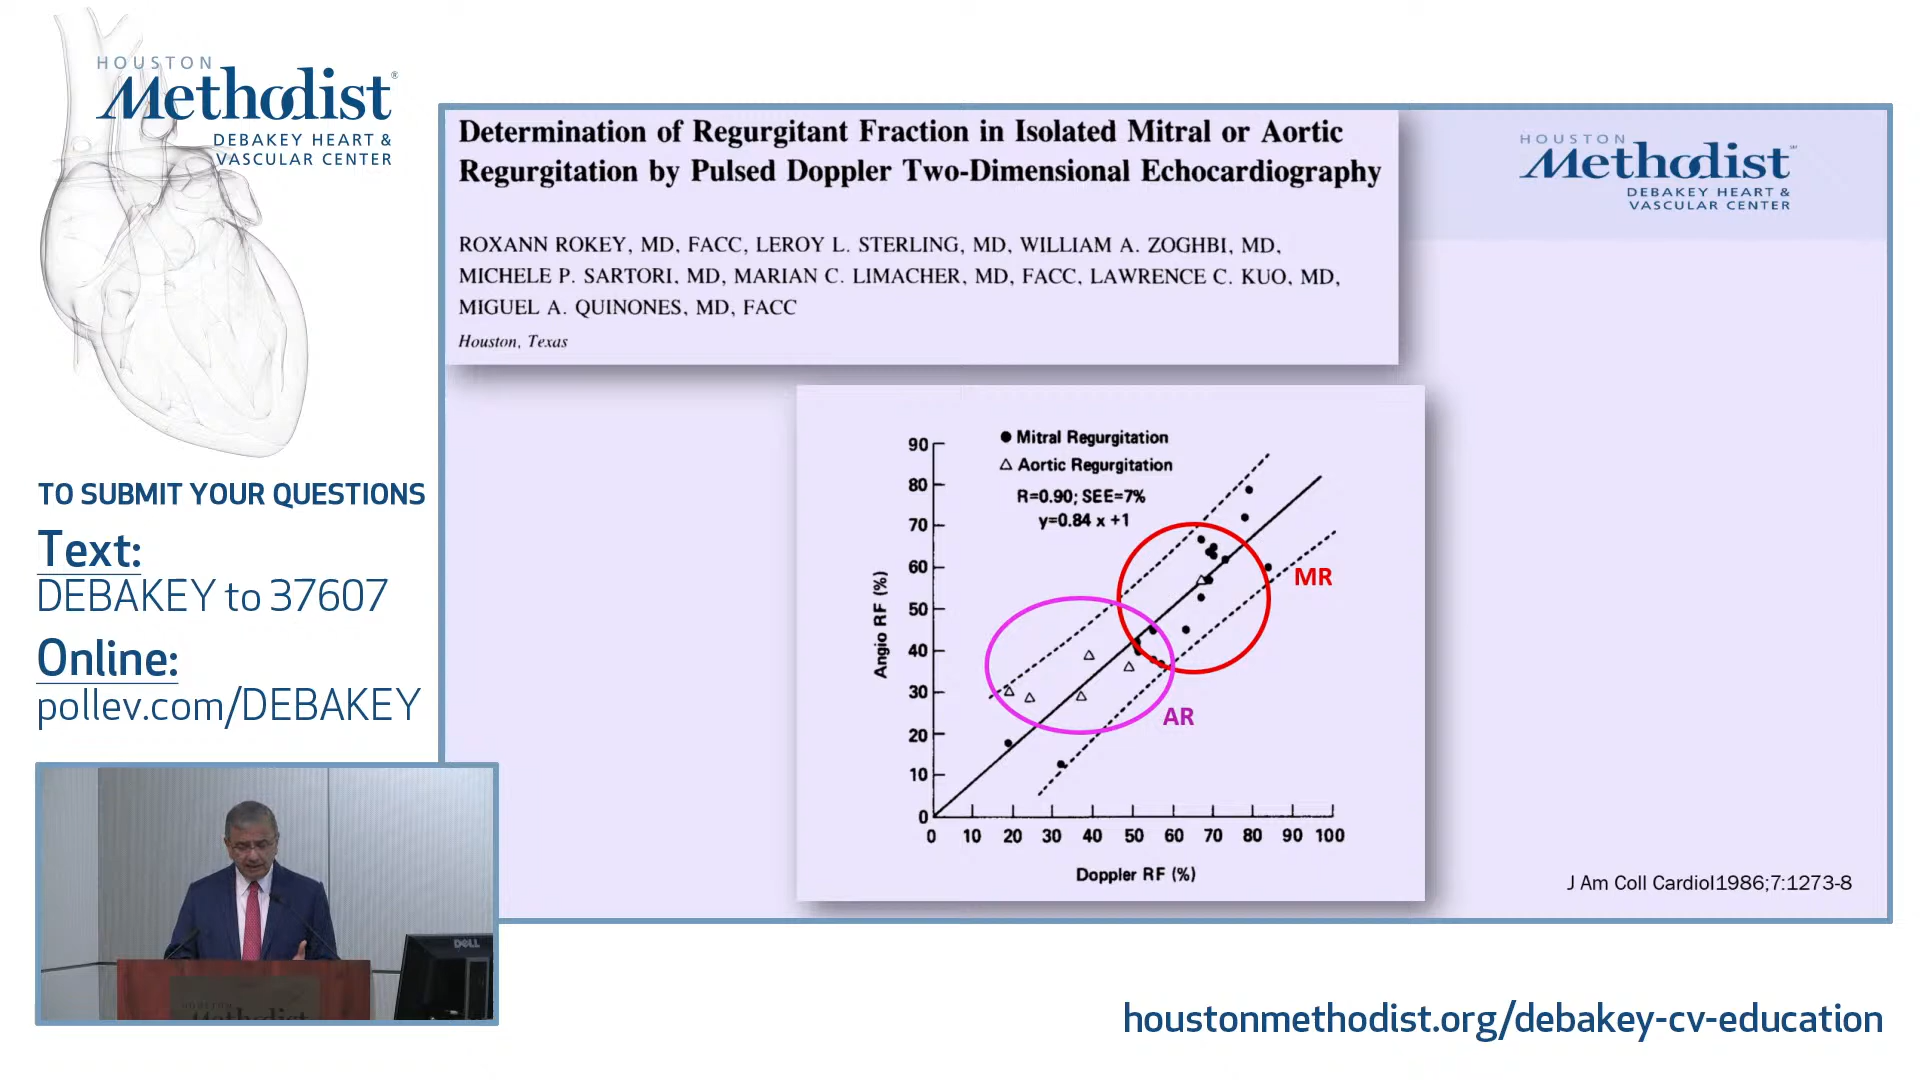 HOUSTON
Methodist®
DEBAKEY HEART &
VASCULAR CENTER
TO SUBMIT YOUR QUESTIONS
Text:
DEBAKEY to 37607
Online:
pollev.com/DEBAKEY
Determination of Regurgitant Fraction in Isolated Mitral or Aortic
Regurgitation by Pulsed Doppler Two-Dimensional Echocardiography
ROXANN ROKEY, MD, FACC, LEROY L. STERLING, MD, WILLIAM A. ZOGHBI, MD,
MICHELE P. SARTORI, MD, MARIAN C. LIMACHER, MD, FACC, LAWRENCE C. KUO, MD,
MIGUEL A. QUINONES, MD, FACC
Houston, Texas
HOUSTON
Methodist
DEBAKEY HEART &
VASCULAR CENTER
Mitral Regurgitation
Aortic Regurgitation
R=0.90; SEE=7%
y=0.84 x +1
Angio RF (%)
90
80
70
60
50
40
30
20
10
0
0 10 20 30 40 50 60 70 80 90 100
Doppler RF (%)
MR
AR
J Am Coll Cardiol1986;7:1273-8
DELL
Methodist
houstonmethodist.org/debakey-cv-education